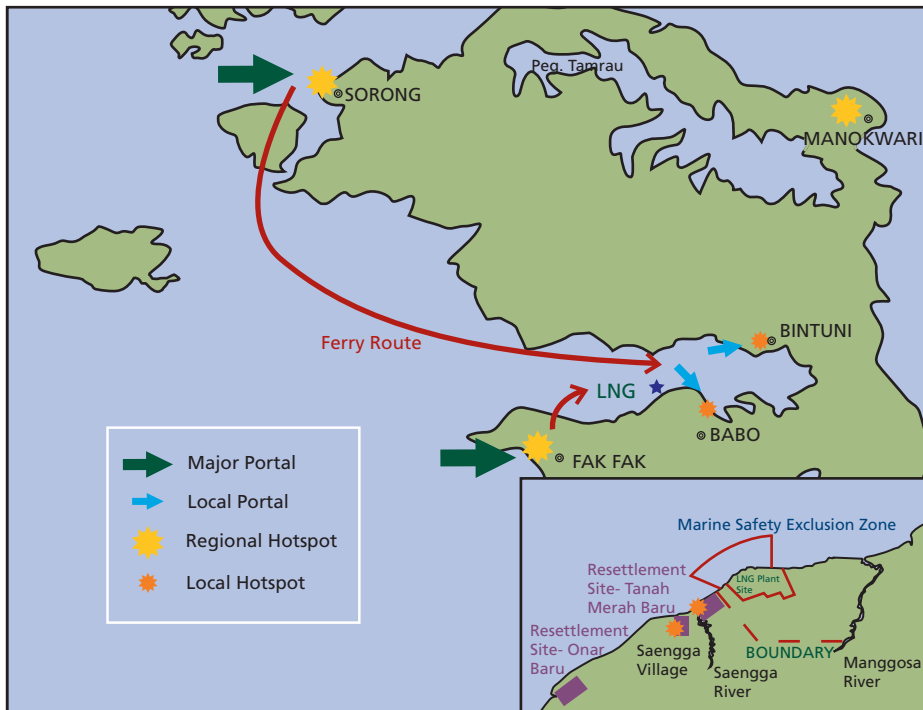 Peg. Tamrau
SORONG
MANOKWARI
Ferry Route
BINTUNI
LNG
BABO
FAK FAK
Major Portal
Local Portal
Regional Hotspot
Local Hotspot
Marine Safety Exclusion Zone
Resettlement
Site- Tanah
Merah Baru
LNG Plant
Site
Resettlement
Site- Onar
Baru
Saengga
Village
Saengga
River
BOUNDARY
Manggosa
River